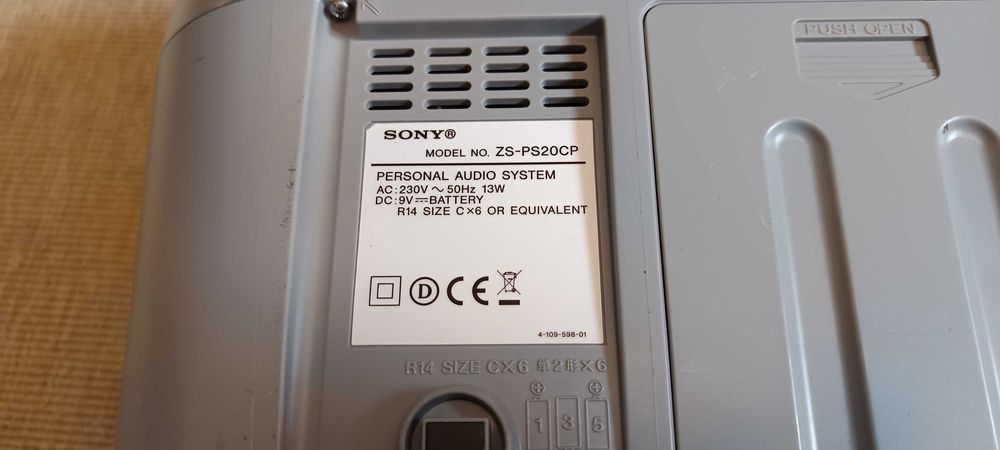 PUSH OPEN
SONY®
MODEL NO. ZS-PS20CP
PERSONAL AUDIO SYSTEM
AC:230V ~ 50Hz 13W
DC:9V⎓BATTERY
R14 SIZE C×6 OR EQUIVALENT
D CE
4-109-598-01
R14 SIZE C×6 単2形×6
1 3 5